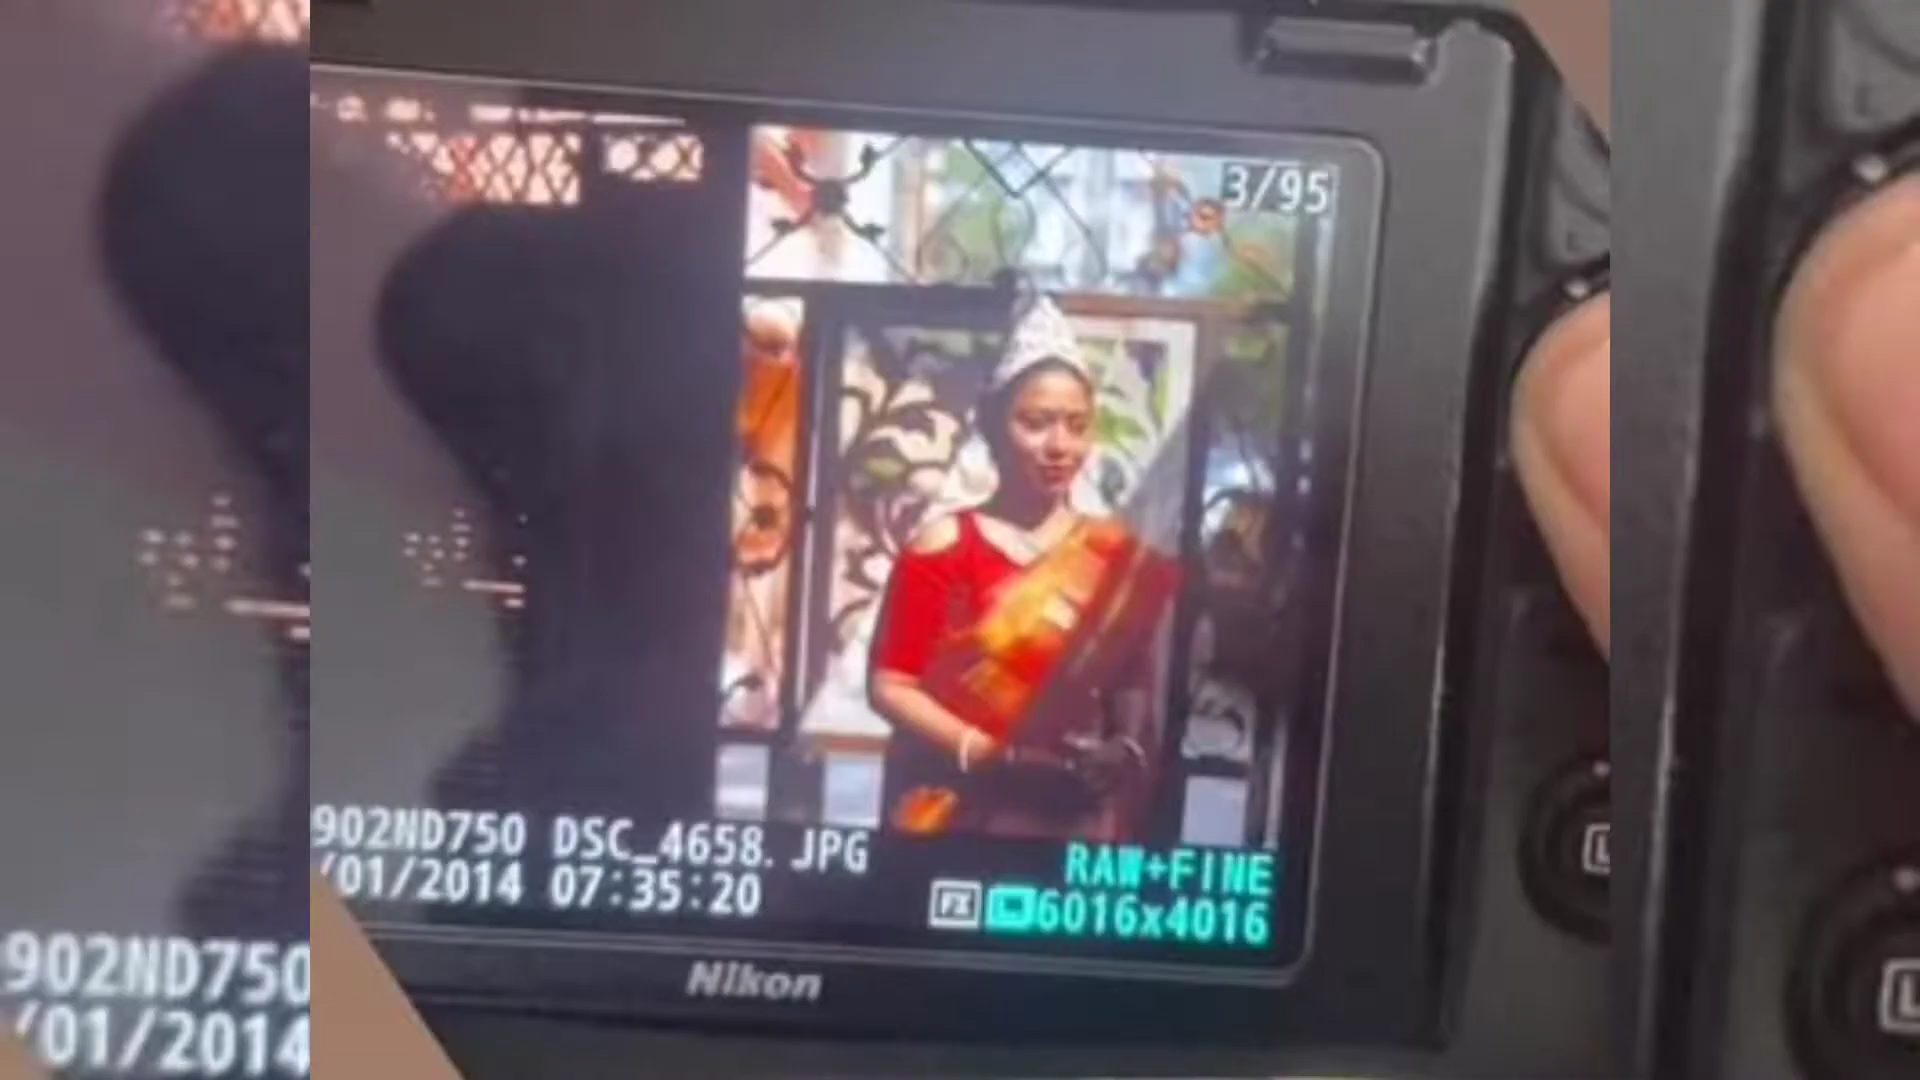 3/95
902ND750 DSC_4658.JPG
/01/2014 07:35:20
RAW+FINE
FX 6016x4016
Nikon
902ND750
/01/2014
L
L